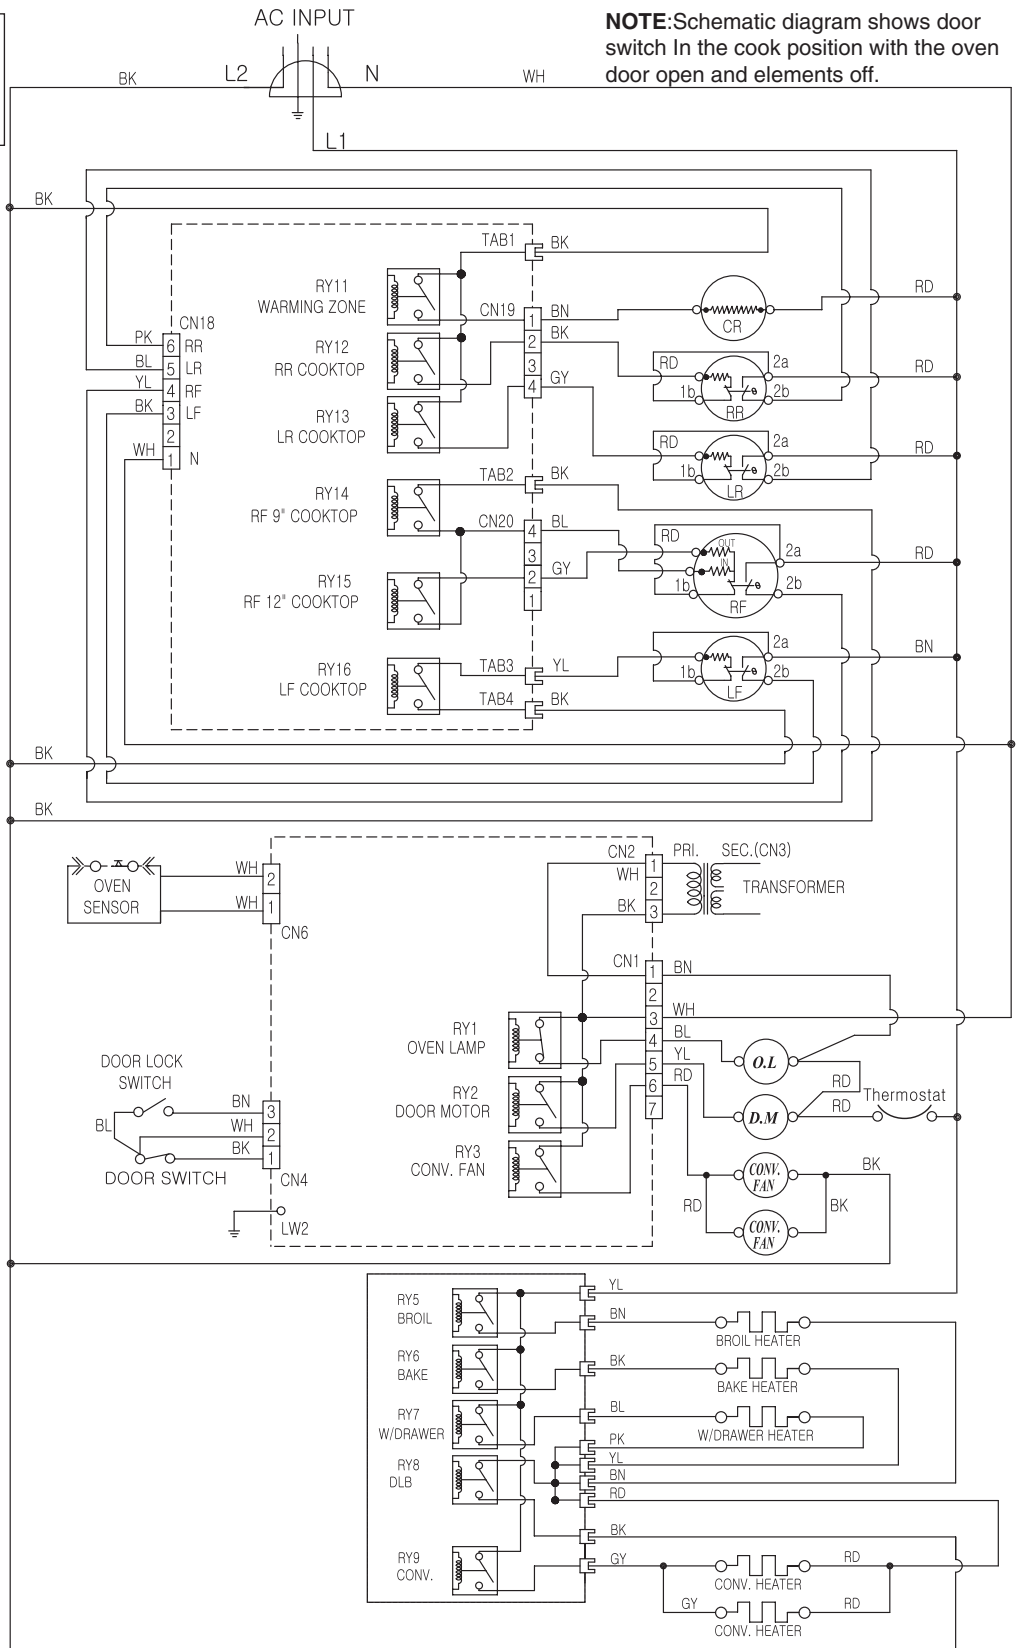 AC INPUT
NOTE:Schematic diagram shows door
switch In the cook position with the oven
door open and elements off.
BK
L2
N
WH
L1
BK
TAB1
BK
RY11
WARMING ZONE
CN19
1
BN
CR
RD
CN18
PK
6
RR
BL
5
LR
YL
4
RF
BK
3
LF
2
WH
1
N
2
BK
RY12
RR COOKTOP
3
4
GY
RD
1b
2a
2b
RR
RD
RY13
LR COOKTOP
RD
1b
2a
2b
LR
RD
TAB2
BK
RY14
RF 9" COOKTOP
CN20
4
BL
3
2
GY
1
RD
OUT
IN
1b
2a
2b
RF
RD
RY15
RF 12" COOKTOP
RY16
LF COOKTOP
TAB3
YL
TAB4
BK
1b
2a
2b
LF
BN
BK
BK
OVEN
SENSOR
WH
2
WH
1
CN6
CN2
WH
BK
1
2
3
PRI.
SEC.(CN3)
TRANSFORMER
CN1
1
BN
2
3
WH
4
BL
5
YL
6
RD
7
RY1
OVEN LAMP
RY2
DOOR MOTOR
RY3
CONV. FAN
O.L
RD
D.M
RD
Thermostat
DOOR LOCK
SWITCH
BN
3
BL
WH
2
BK
1
DOOR SWITCH
CN4
LW2
CONV.
FAN
BK
RD
BK
CONV.
FAN
RY5
BROIL
YL
BN
BROIL HEATER
RY6
BAKE
BK
BAKE HEATER
RY7
W/DRAWER
BL
W/DRAWER HEATER
PK
RY8
DLB
YL
BN
RD
BK
RY9
CONV.
GY
RD
CONV. HEATER
GY
RD
CONV. HEATER